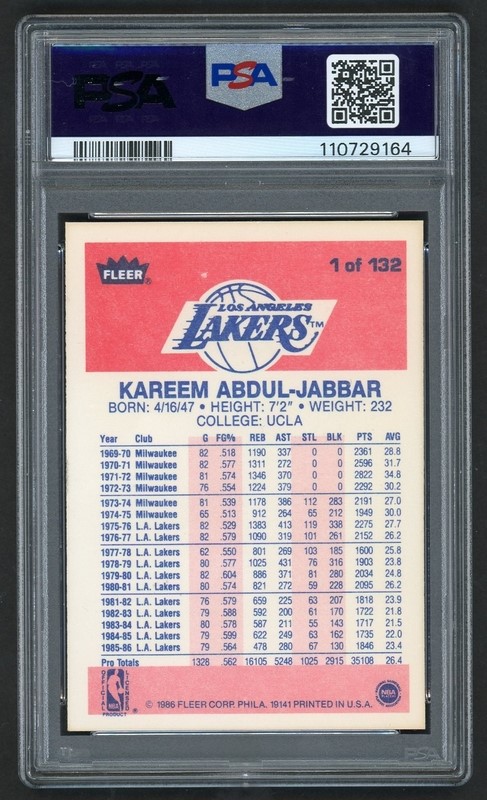 PSA
PSA
110729164
FLEER®
1 of 132
LOS ANGELES
LAKERS™
KAREEM ABDUL-JABBAR
BORN: 4/16/47 • HEIGHT: 7'2" • WEIGHT: 232
COLLEGE: UCLA
Year Club G FG% REB AST STL BLK PTS AVG
1969-70 Milwaukee 82 .518 1190 337 0 0 2361 28.8
1970-71 Milwaukee 82 .577 1311 272 0 0 2596 31.7
1971-72 Milwaukee 81 .574 1346 370 0 0 2822 34.8
1972-73 Milwaukee 76 .554 1224 379 0 0 2292 30.2
1973-74 Milwaukee 81 .539 1178 386 112 283 2191 27.0
1974-75 Milwaukee 65 .513 912 264 65 212 1949 30.0
1975-76 L.A. Lakers 82 .529 1383 413 119 338 2275 27.7
1976-77 L.A. Lakers 82 .579 1090 319 101 261 2152 26.2
1977-78 L.A. Lakers 62 .550 801 269 103 185 1600 25.8
1978-79 L.A. Lakers 80 .577 1025 431 76 316 1903 23.8
1979-80 L.A. Lakers 82 .604 886 371 81 280 2034 24.8
1980-81 L.A. Lakers 80 .574 821 272 59 228 2095 26.2
1981-82 L.A. Lakers 76 .579 659 225 63 207 1818 23.9
1982-83 L.A. Lakers 79 .588 592 200 61 170 1722 21.8
1983-84 L.A. Lakers 80 .578 587 211 55 143 1717 21.5
1984-85 L.A. Lakers 79 .599 622 249 63 162 1735 22.0
1985-86 L.A. Lakers 79 .564 478 280 67 130 1846 23.4
Pro Totals 1328 .562 16105 5248 1025 2915 35108 26.4
OFFICIAL LICENSED
NBA ®
PRODUCT
© 1986 FLEER CORP. PHILA. 19141 PRINTED IN U.S.A.
NBA
PSA